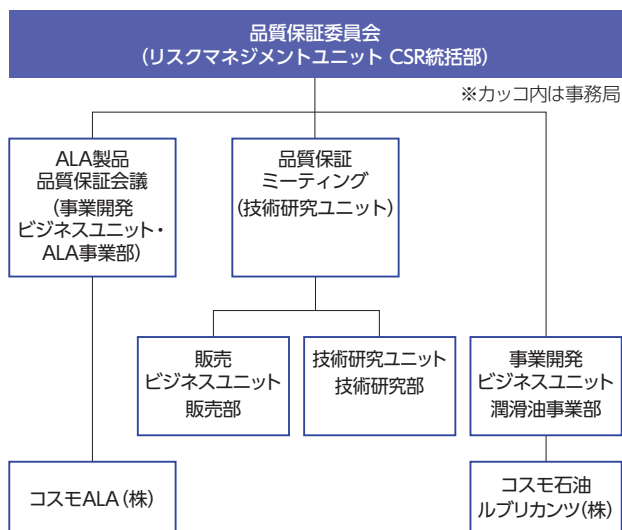 品質保証委員会
(リスクマネジメントユニット CSR統括部)
※カッコ内は事務局
ALA製品
品質保証会議
(事業開発
ビジネスユニット・
ALA事業部)
品質保証
ミーティング
(技術研究ユニット)
販売
ビジネスユニット
販売部
技術研究ユニット
技術研究部
事業開発
ビジネスユニット
潤滑油事業部
コスモALA(株)
コスモ石油
ルブリカンツ(株)